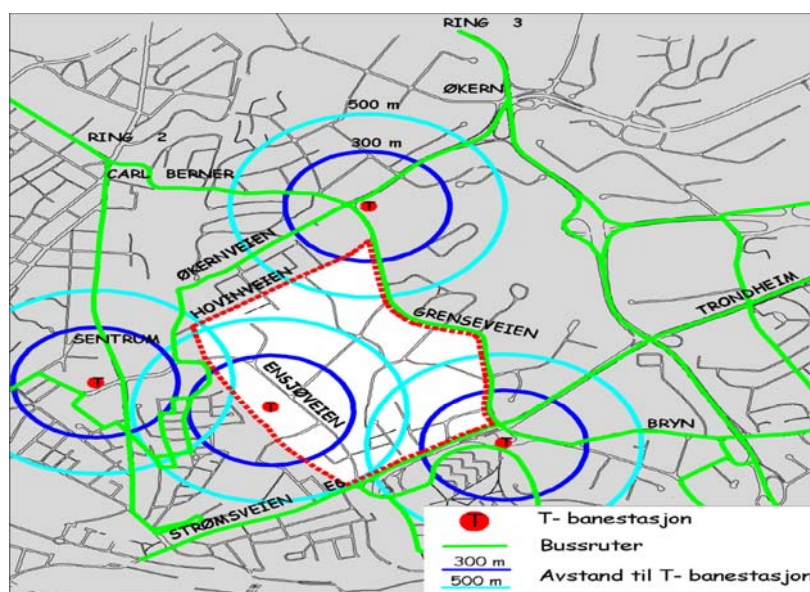 RING 3
ØKERN
500 m
RING 2
300 m
CARL BERNER
T
ØKERNVEIEN
HOVINVEIEN
GRENSEVEIEN
TRONDHEIM
SENTRUM
ENSJØVEIEN
T
T
BRYN
T
E6
STRØMSVEIEN
T T- banestasjon
Bussruter
300 m
500 m Avstand til T- banestasjon